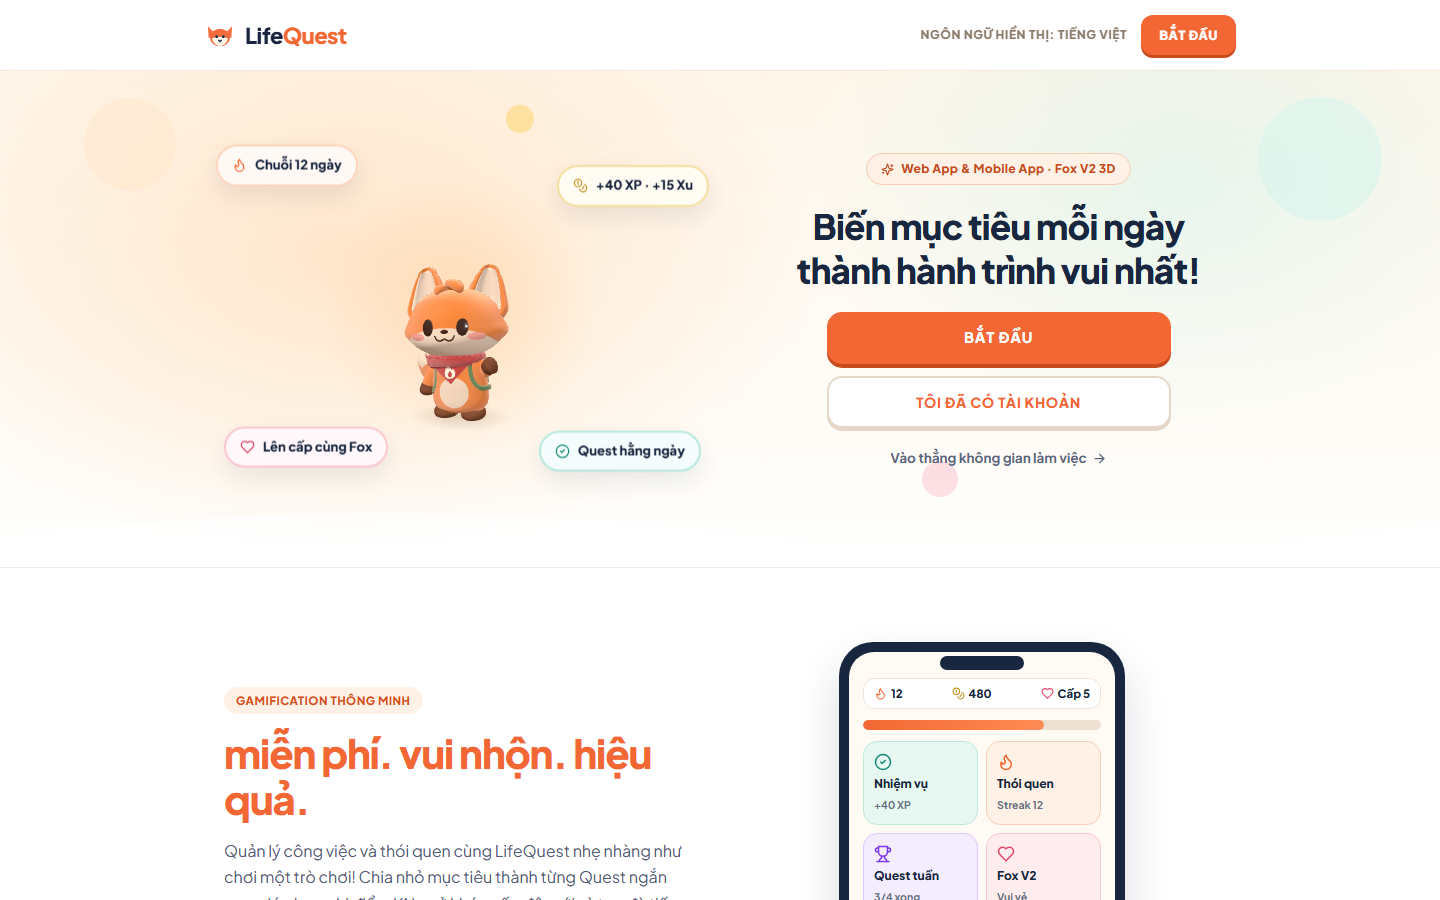 LifeQuest
NGÔN NGỮ HIỂN THỊ: TIẾNG VIỆT
BẮT ĐẦU
Chuỗi 12 ngày
+40 XP · +15 Xu
Lên cấp cùng Fox
Quest hằng ngày
Web App & Mobile App · Fox V2 3D
Biến mục tiêu mỗi ngày
thành hành trình vui nhất!
BẮT ĐẦU
TÔI ĐÃ CÓ TÀI KHOẢN
Vào thẳng không gian làm việc →
GAMIFICATION THÔNG MINH
miễn phí. vui nhộn. hiệu
quả.
Quản lý công việc và thói quen cùng LifeQuest nhẹ nhàng như
chơi một trò chơi! Chia nhỏ mục tiêu thành từng Quest ngắn
12
480
Cấp 5
Nhiệm vụ
+40 XP
Thói quen
Streak 12
Quest tuần
3/4 xong
Fox V2
Vui vẻ